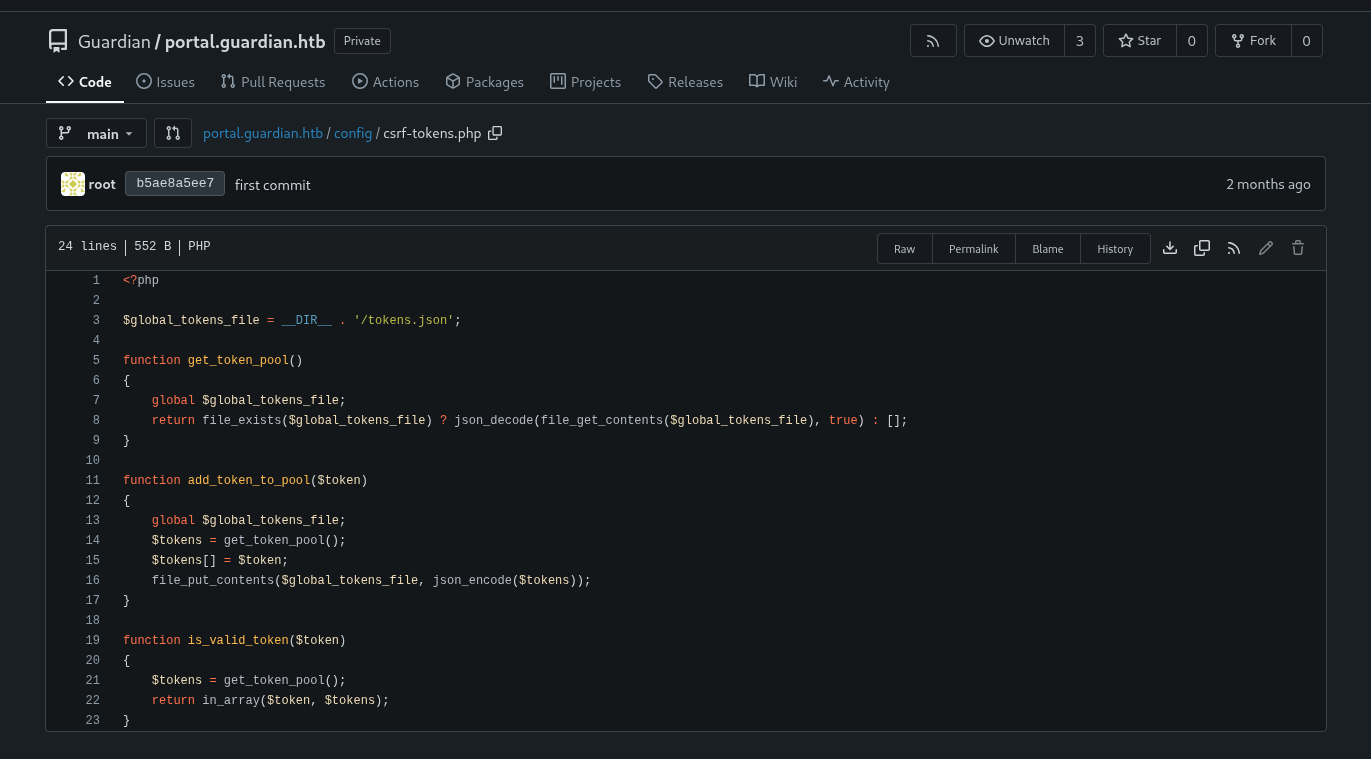 Guardian / portal.guardian.htb Private Unwatch 3 Star 0 Fork 0
Code Issues Pull Requests Actions Packages Projects Releases Wiki Activity
main portal.guardian.htb / config / csrf-tokens.php
root b5ae8a5ee7 first commit 2 months ago
24 lines 552 B PHP Raw Permalink Blame History
1 <?php
2
3 $global_tokens_file = __DIR__ . '/tokens.json';
4
5 function get_token_pool()
6 {
7     global $global_tokens_file;
8     return file_exists($global_tokens_file) ? json_decode(file_get_contents($global_tokens_file), true) : [];
9 }
10
11 function add_token_to_pool($token)
12 {
13     global $global_tokens_file;
14     $tokens = get_token_pool();
15     $tokens[] = $token;
16     file_put_contents($global_tokens_file, json_encode($tokens));
17 }
18
19 function is_valid_token($token)
20 {
21     $tokens = get_token_pool();
22     return in_array($token, $tokens);
23 }